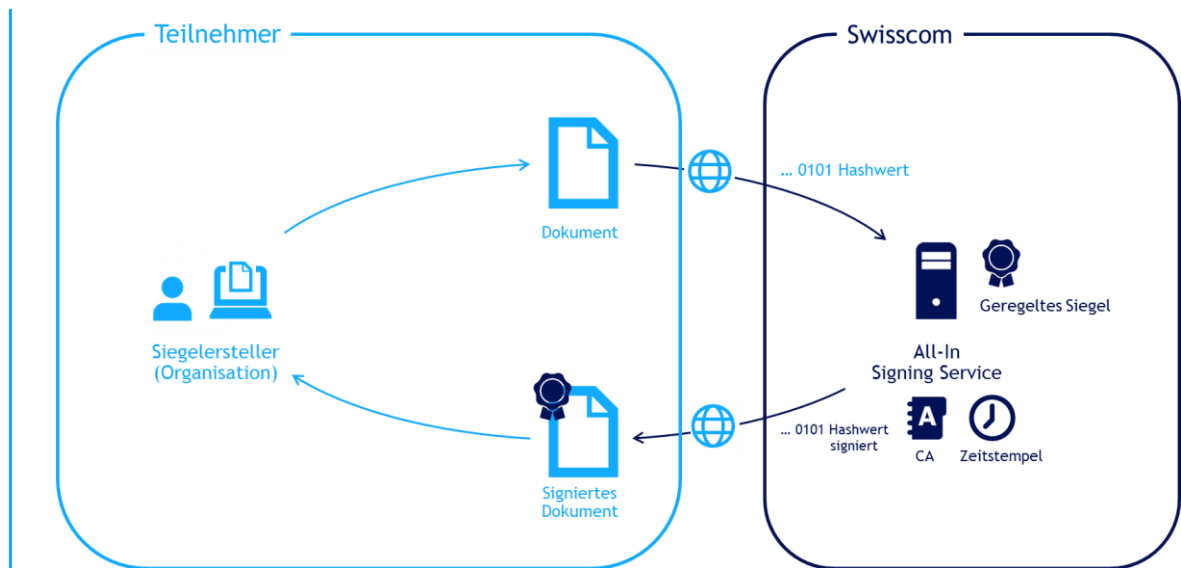 Teilnehmer
Swisscom
Dokument
... 0101 Hashwert
Geregeltes Siegel
Siegelersteller
(Organisation)
All-In
Signing Service
A
CA
Zeitstempel
... 0101 Hashwert
signiert
Signiertes
Dokument